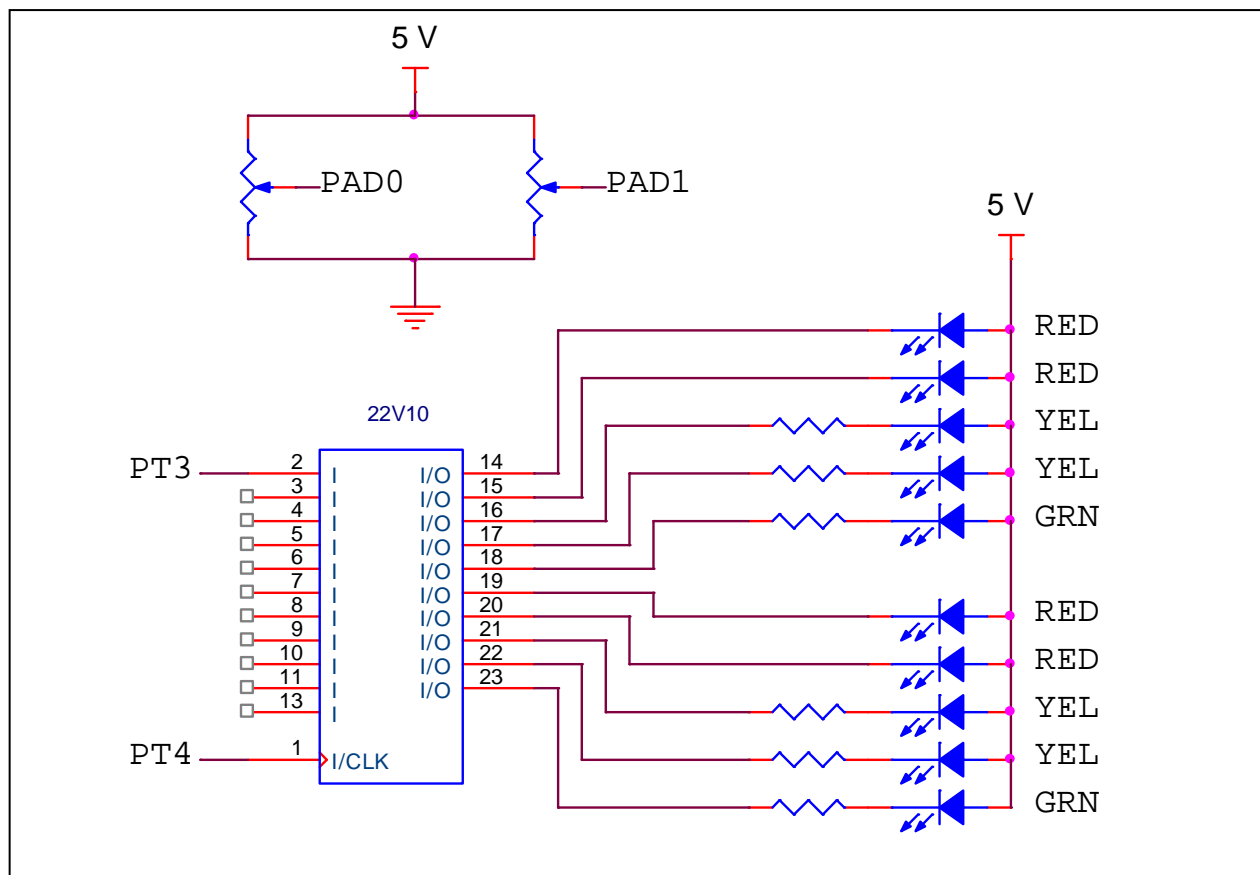 5 V
PAD0 PAD1
5 V
RED
RED
22V10 YEL
PT3 2 I I/O 14 YEL
3 I I/O 15
4 I I/O 16 GRN
5 I I/O 17
6 I I/O 18
7 I I/O 19
8 I I/O 20 RED
9 I I/O 21
10 I I/O 22 RED
11 I I/O 23
13 I YEL
PT4 1 I/CLK YEL
GRN